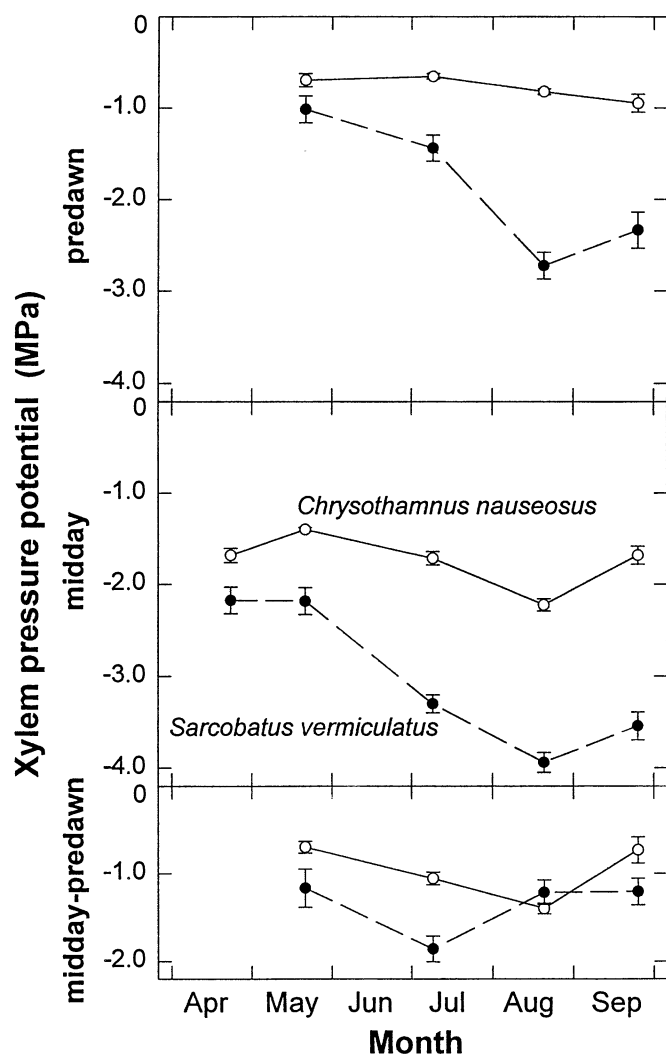 0
-1.0
-2.0
-3.0
-4.0
predawn
0
-1.0
-2.0
-3.0
-4.0
midday
Xylem pressure potential (MPa)
Chrysothamnus nauseosus
Sarcobatus vermiculatus
0
-1.0
-2.0
midday-predawn
Apr May Jun Jul Aug Sep
Month